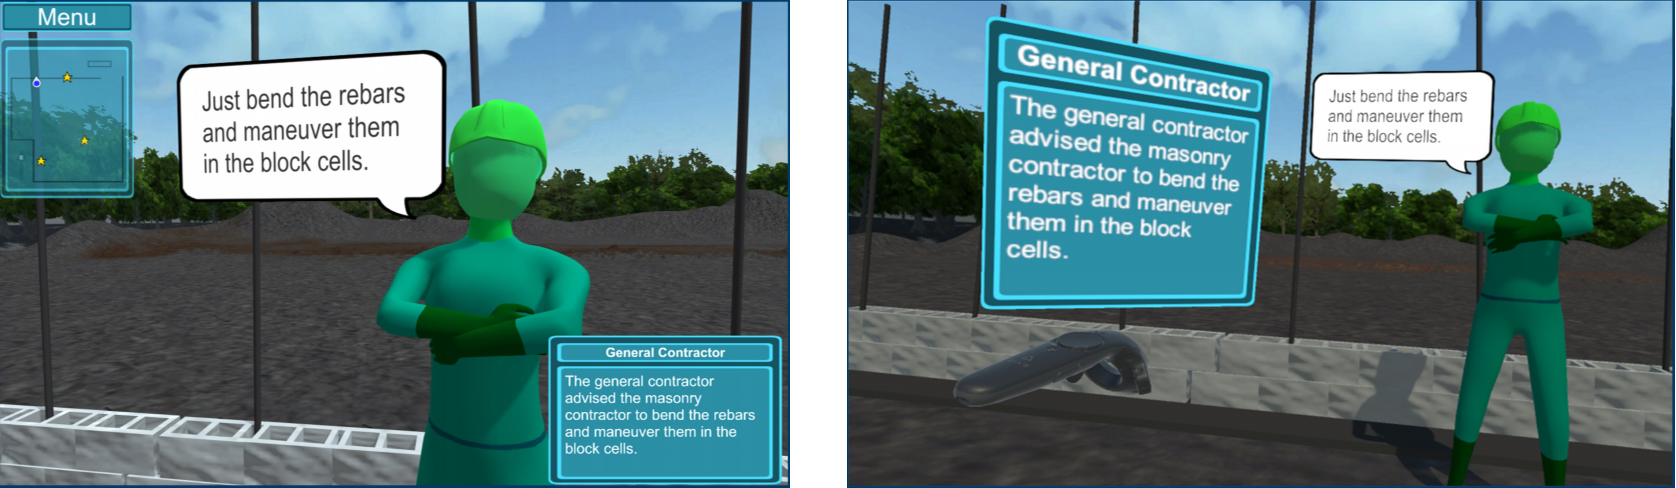 Menu
Just bend the rebars
and maneuver them
in the block cells.
General Contractor
The general contractor
advised the masonry
contractor to bend the rebars
and maneuver them in the
block cells.
General Contractor
The general contractor
advised the masonry
contractor to bend the
rebars and maneuver
them in the block
cells.
Just bend the rebars
and maneuver them
in the block cells.